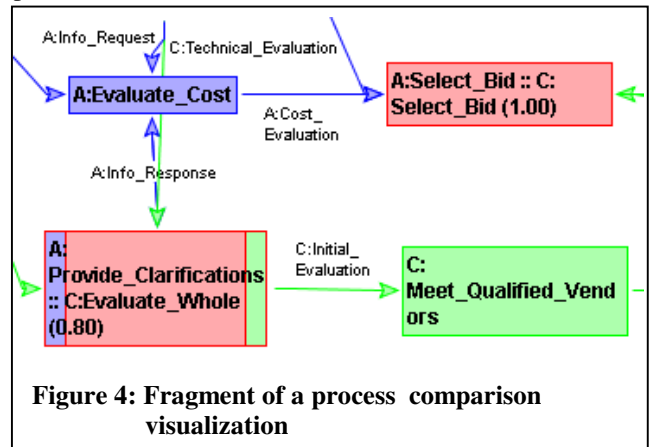 A:Info_Request
C:Technical_Evaluation
A:Evaluate_Cost
A:Select_Bid :: C:
Select_Bid (1.00)
A:Cost_
Evaluation
A:Info_Response
A:
Provide_Clarifications
:: C:Evaluate_Whole
(0.80)
C:Initial_
Evaluation
C:
Meet_Qualified_Vend
ors
Figure 4: Fragment of a process comparison
visualization